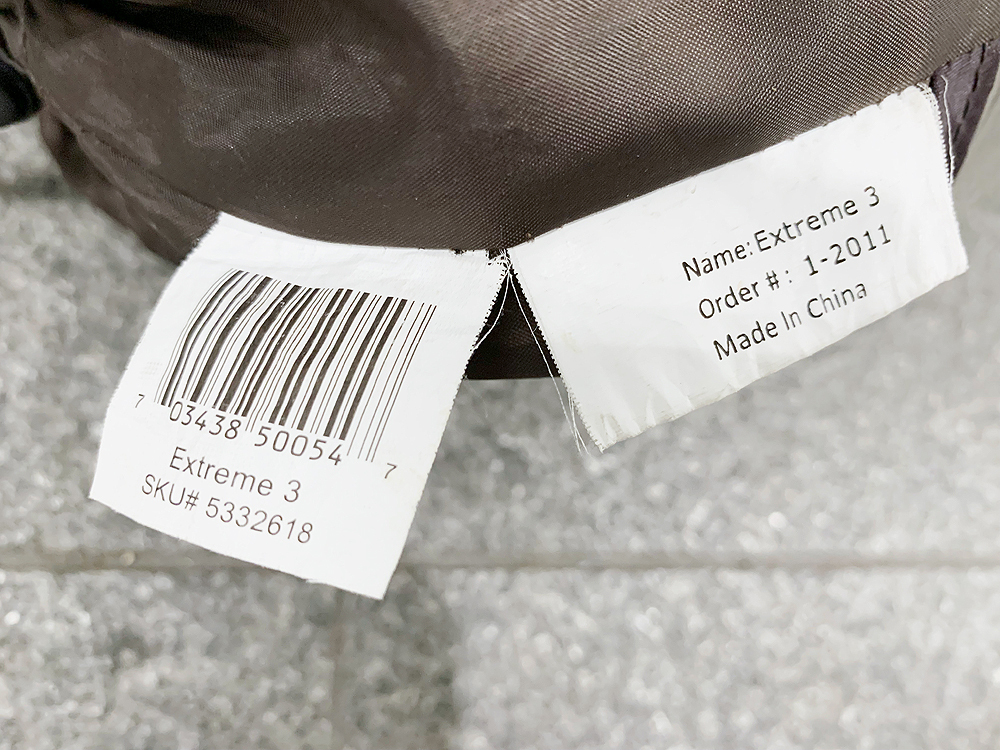 7 03438 50054 7
Extreme 3
SKU# 5332618
Name:Extreme 3
Order #: 1-2011
Made In China